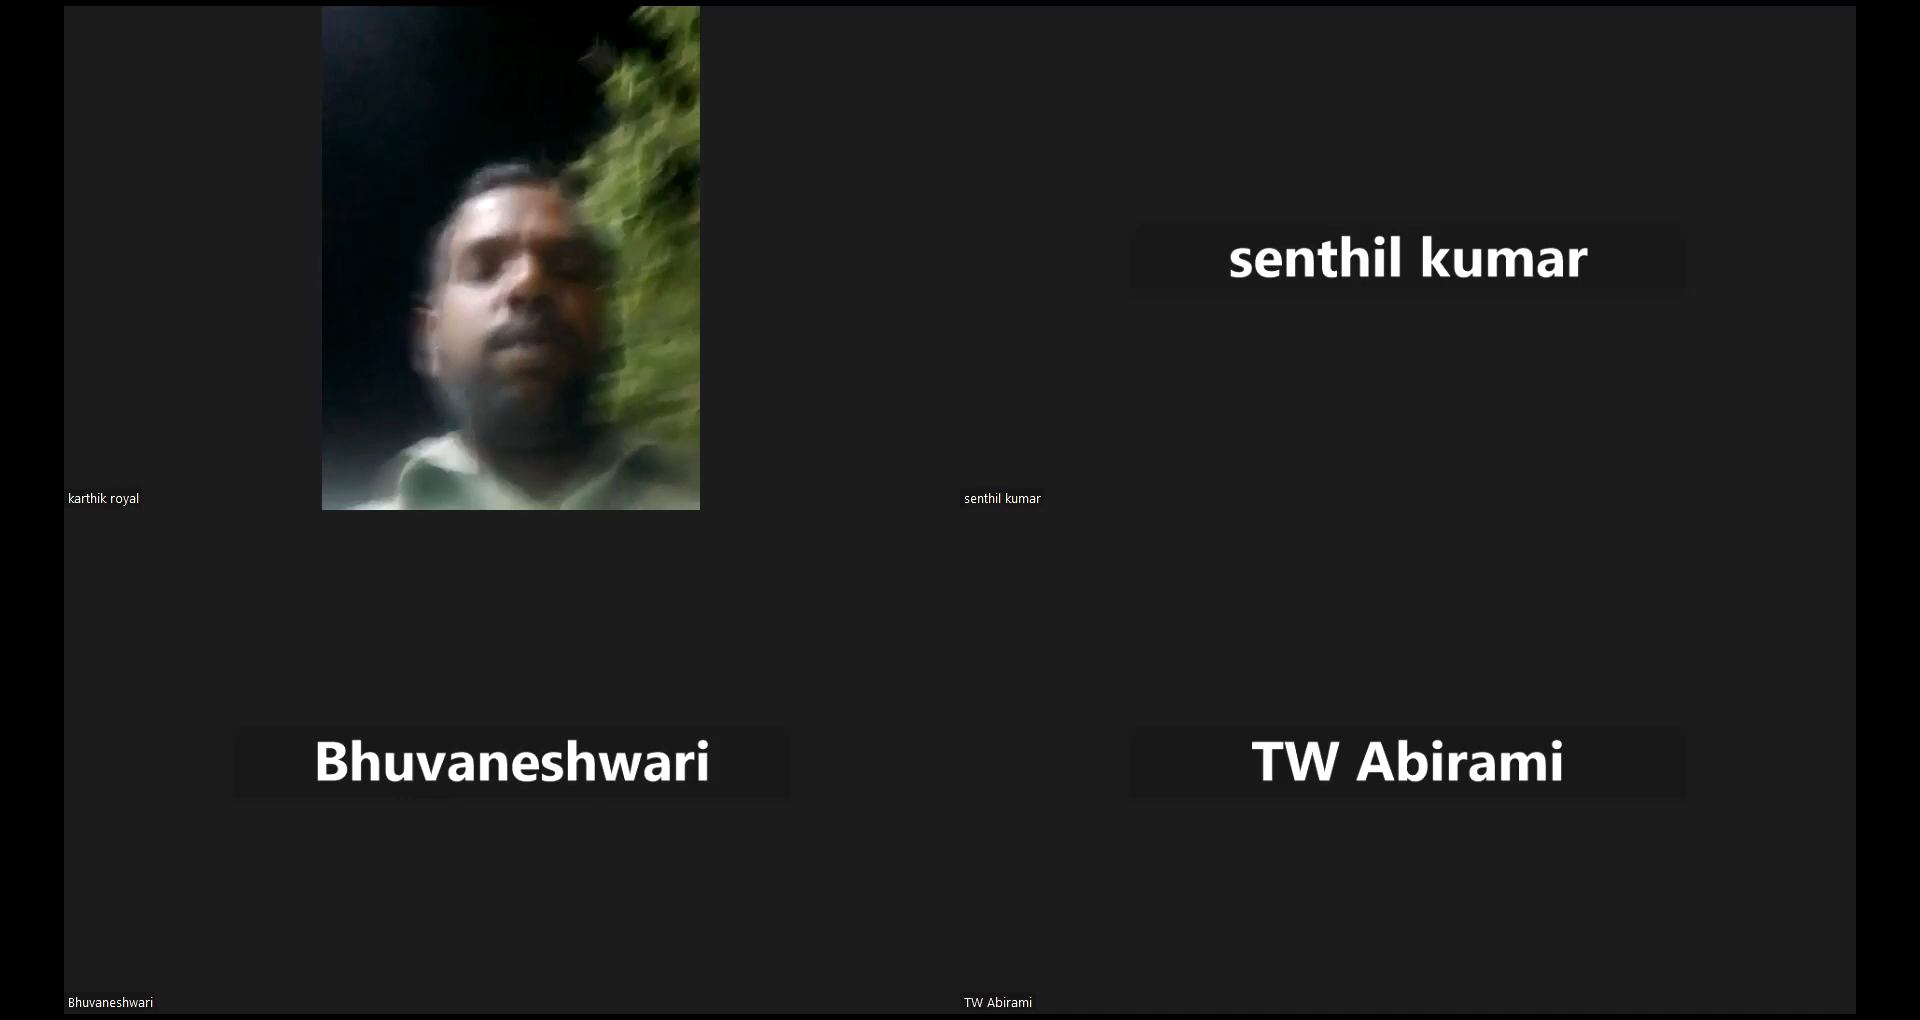 senthil kumar
karthik royal
senthil kumar
Bhuvaneshwari
TW Abirami
Bhuvaneshwari
TW Abirami